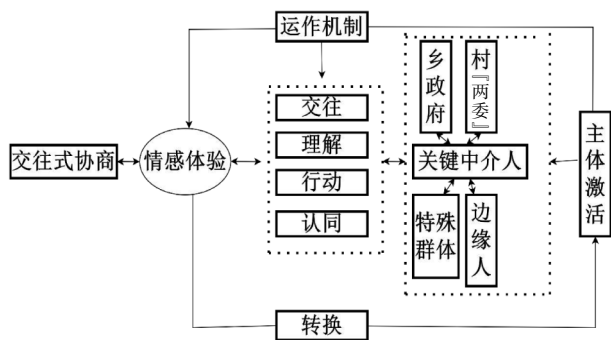 运作机制
乡政府
村『两委』
交往
理解
行动
认同
交往式协商
情感体验
关键中介人
主体激活
特殊
群体
边缘人
转换